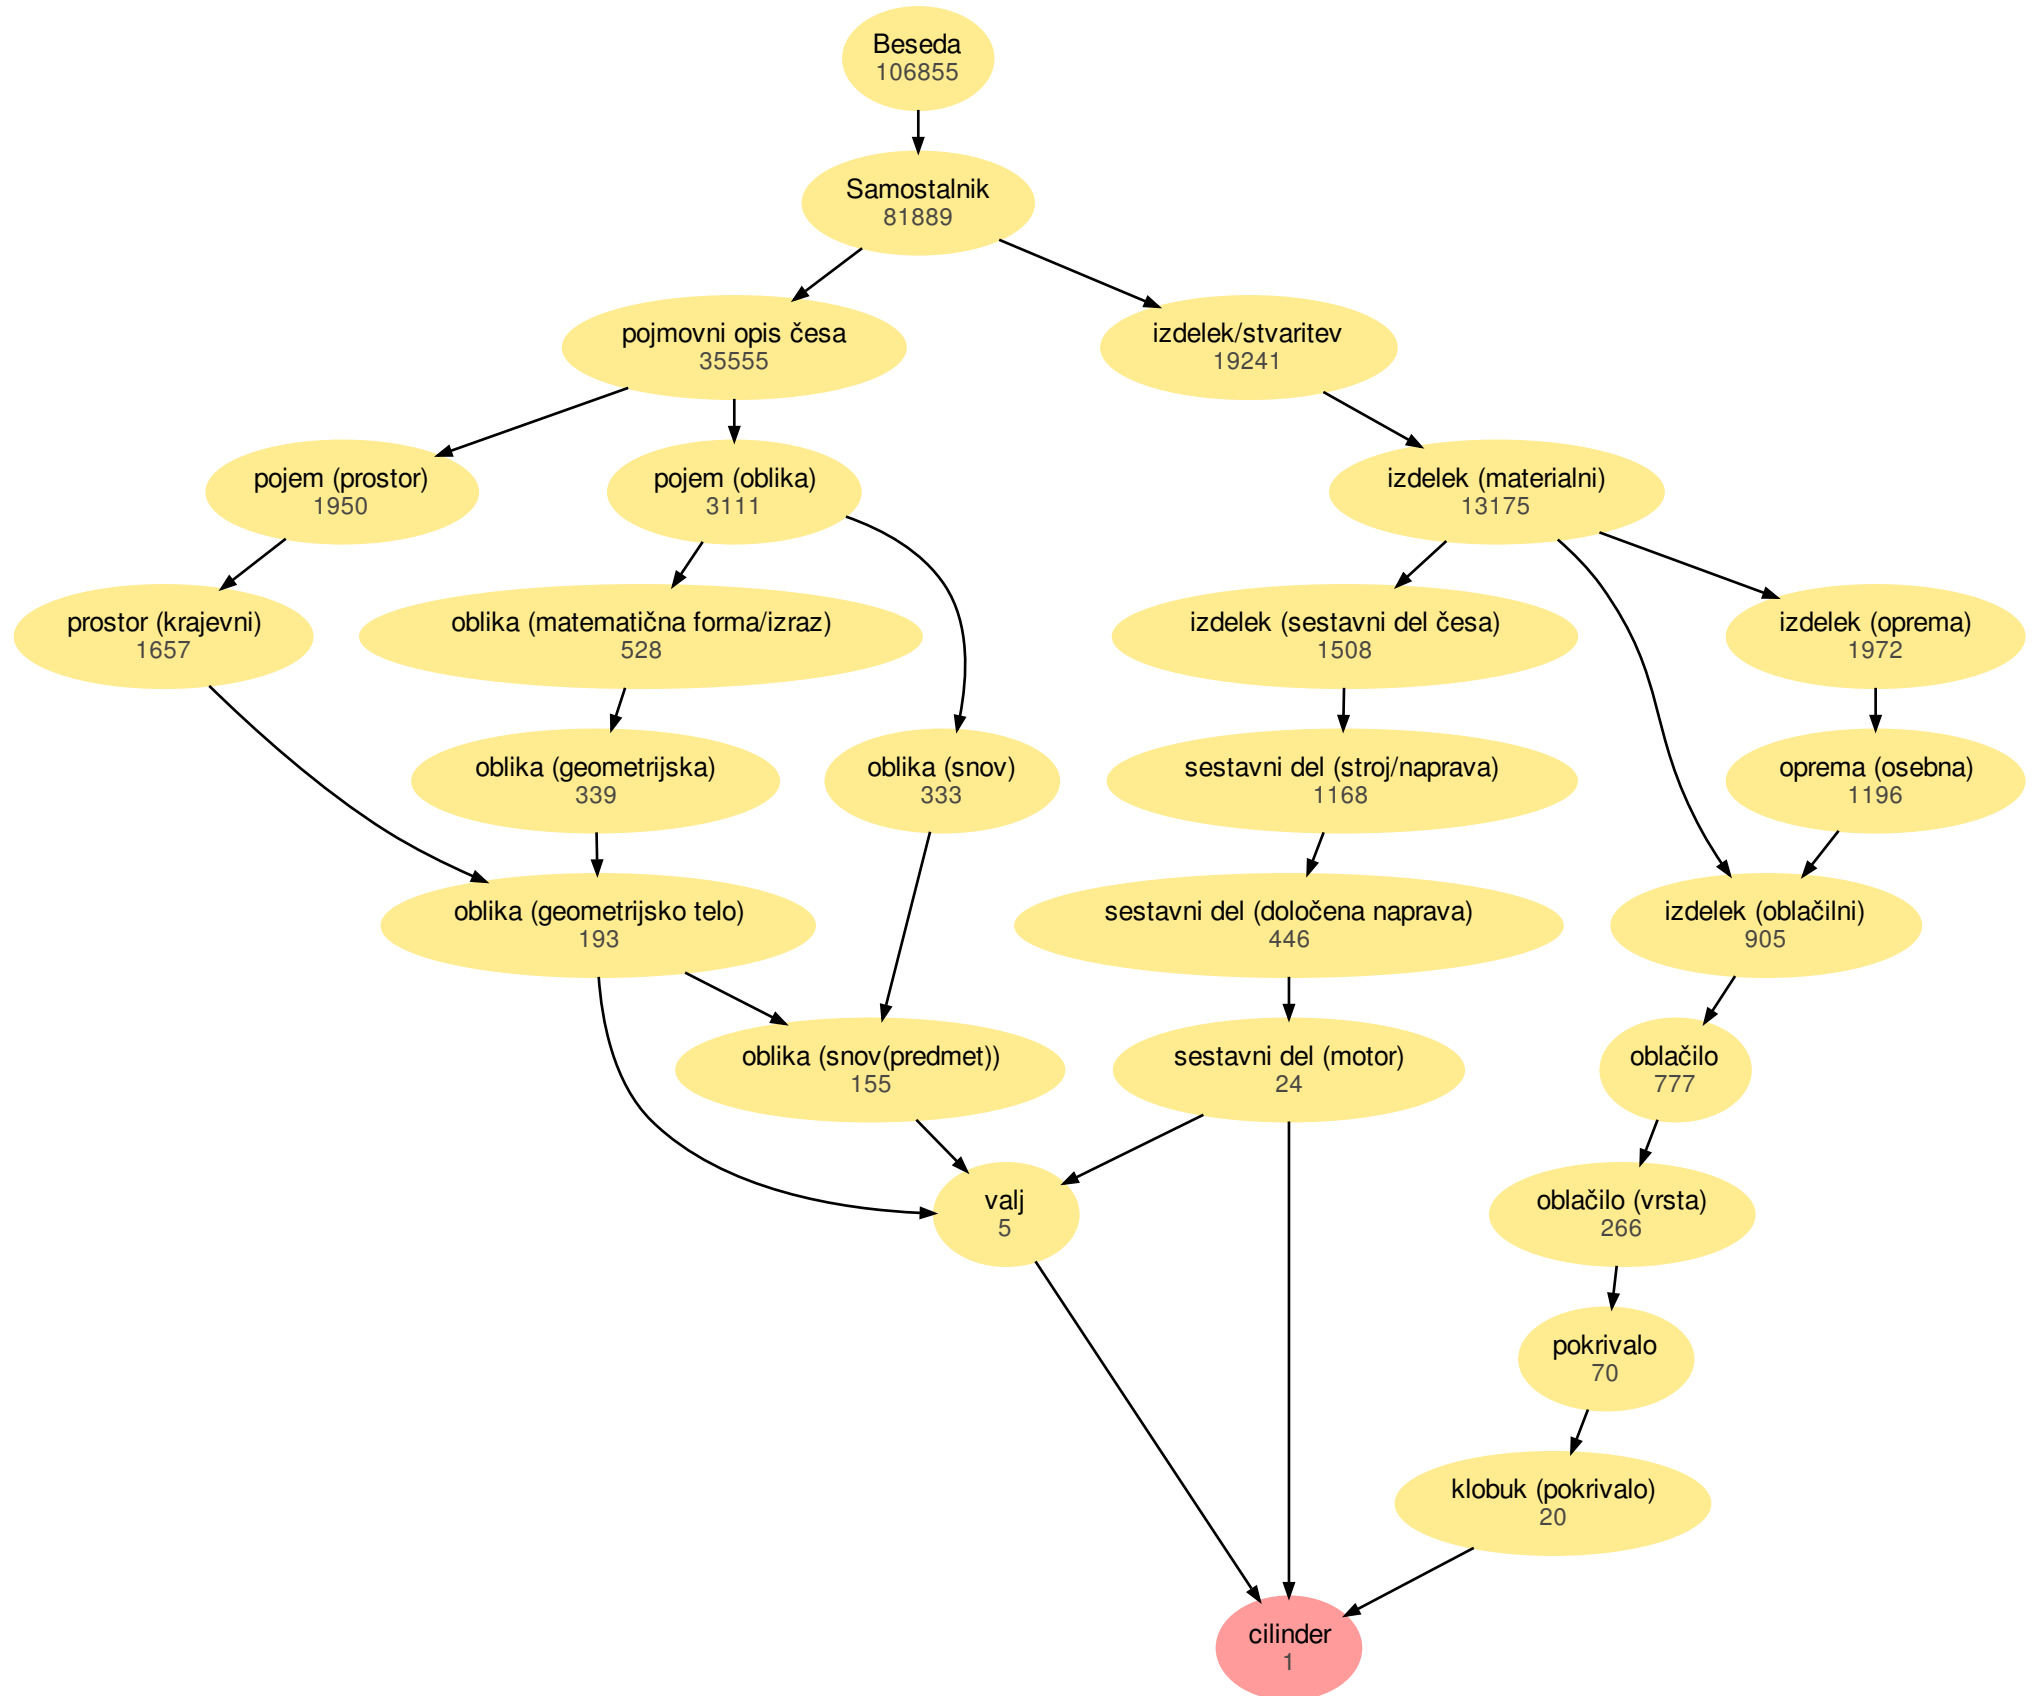 Beseda
106855
Samostalnik
81889
pojmovni opis česa
35555
izdelek/stvaritev
19241
pojem (prostor)
1950
pojem (oblika)
3111
izdelek (materialni)
13175
prostor (krajevni)
1657
oblika (matematična forma/izraz)
528
izdelek (sestavni del česa)
1508
izdelek (oprema)
1972
oblika (geometrijska)
339
oblika (snov)
333
sestavni del (stroj/naprava)
1168
oprema (osebna)
1196
oblika (geometrijsko telo)
193
sestavni del (določena naprava)
446
izdelek (oblačilni)
905
oblika (snov(predmet))
155
sestavni del (motor)
24
oblačilo
777
valj
5
oblačilo (vrsta)
266
pokrivalo
70
klobuk (pokrivalo)
20
cilinder
1